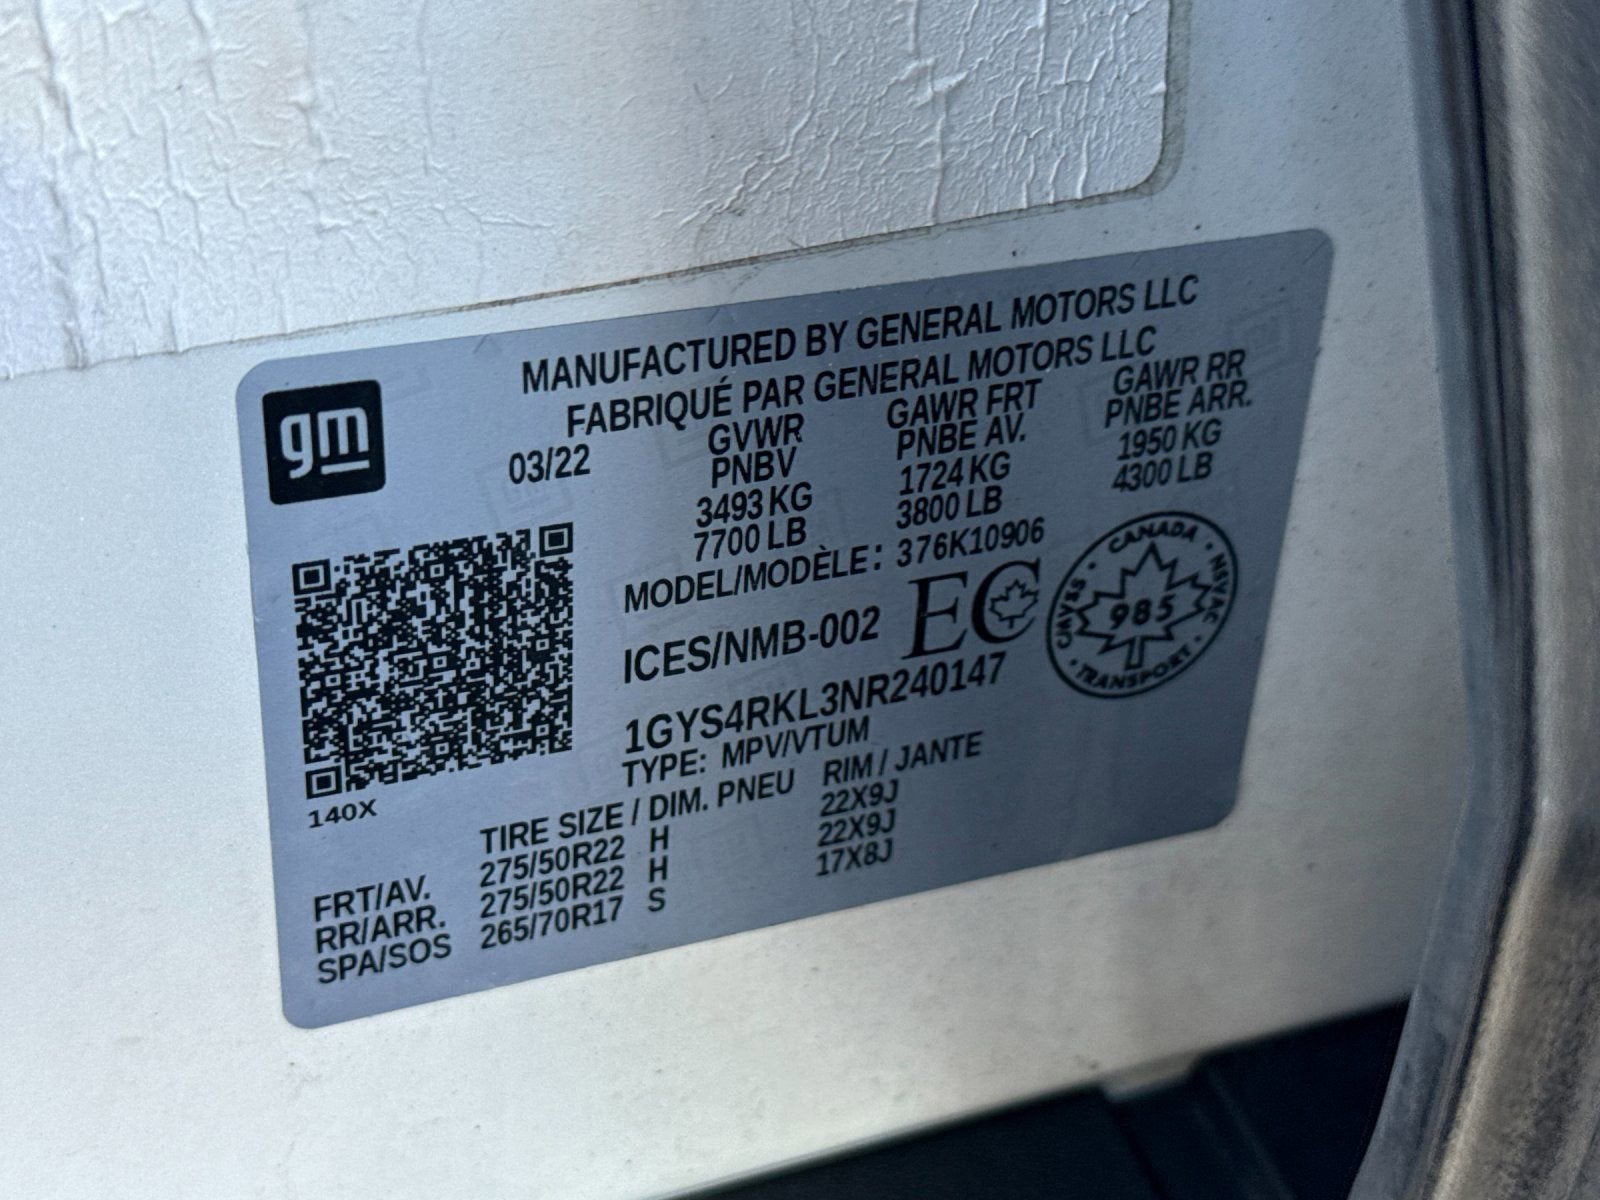 MANUFACTURED BY GENERAL MOTORS LLC
FABRIQUÉ PAR GENERAL MOTORS LLC
gm
03/22 GVWR GAWR FRT GAWR RR
PNBV PNBE AV. PNBE ARR.
3493 KG 1724 KG 1950 KG
7700 LB 3800 LB 4300 LB
MODEL/MODÈLE: 376K10906
ICES/NMB-002 EC
CANADA · NSVAC · TRANSPORT · CMVSS ·
985
1GYS4RKL3NR240147
TYPE: MPV/VTUM
140X
TIRE SIZE / DIM. PNEU RIM / JANTE
FRT/AV. 275/50R22 H 22X9J
RR/ARR. 275/50R22 H 22X9J
SPA/SOS 265/70R17 S 17X8J